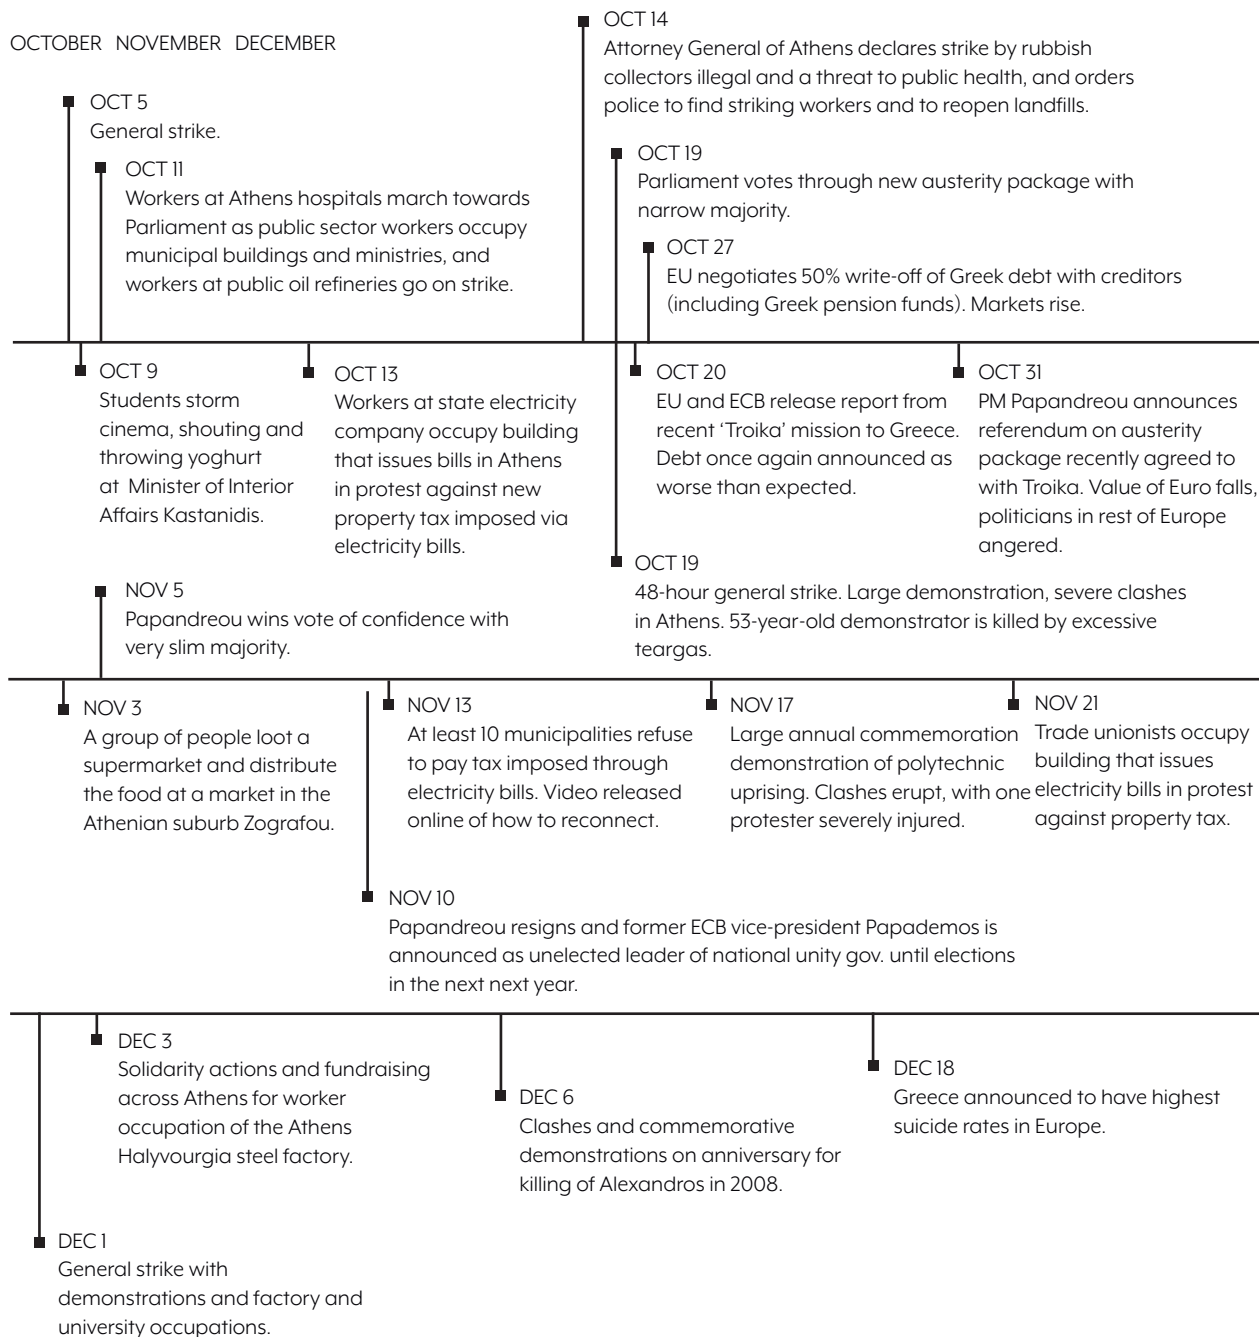 OCTOBER NOVEMBER DECEMBER
OCT 5
General strike.
OCT 11
Workers at Athens hospitals march towards
Parliament as public sector workers occupy
municipal buildings and ministries, and
workers at public oil refineries go on strike.
OCT 14
Attorney General of Athens declares strike by rubbish
collectors illegal and a threat to public health, and orders
police to find striking workers and to reopen landfills.
OCT 19
Parliament votes through new austerity package with
narrow majority.
OCT 27
EU negotiates 50% write-off of Greek debt with creditors
(including Greek pension funds). Markets rise.
OCT 9
Students storm
cinema, shouting and
throwing yoghurt
at Minister of Interior
Affairs Kastanidis.
OCT 13
Workers at state electricity
company occupy building
that issues bills in Athens
in protest against new
property tax imposed via
electricity bills.
OCT 20
EU and ECB release report from
recent ‘Troika’ mission to Greece.
Debt once again announced as
worse than expected.
OCT 31
PM Papandreou announces
referendum on austerity
package recently agreed to
with Troika. Value of Euro falls,
politicians in rest of Europe
angered.
OCT 19
48-hour general strike. Large demonstration, severe clashes
in Athens. 53-year-old demonstrator is killed by excessive
teargas.
NOV 5
Papandreou wins vote of confidence with
very slim majority.
NOV 3
A group of people loot a
supermarket and distribute
the food at a market in the
Athenian suburb Zografou.
NOV 13
At least 10 municipalities refuse
to pay tax imposed through
electricity bills. Video released
online of how to reconnect.
NOV 17
Large annual commemoration
demonstration of polytechnic
uprising. Clashes erupt, with one
protester severely injured.
NOV 21
Trade unionists occupy
building that issues
electricity bills in protest
against property tax.
NOV 10
Papandreou resigns and former ECB vice-president Papademos is
announced as unelected leader of national unity gov. until elections
in the next next year.
DEC 3
Solidarity actions and fundraising
across Athens for worker
occupation of the Athens
Halyvourgia steel factory.
DEC 6
Clashes and commemorative
demonstrations on anniversary for
killing of Alexandros in 2008.
DEC 18
Greece announced to have highest
suicide rates in Europe.
DEC 1
General strike with
demonstrations and factory and
university occupations.